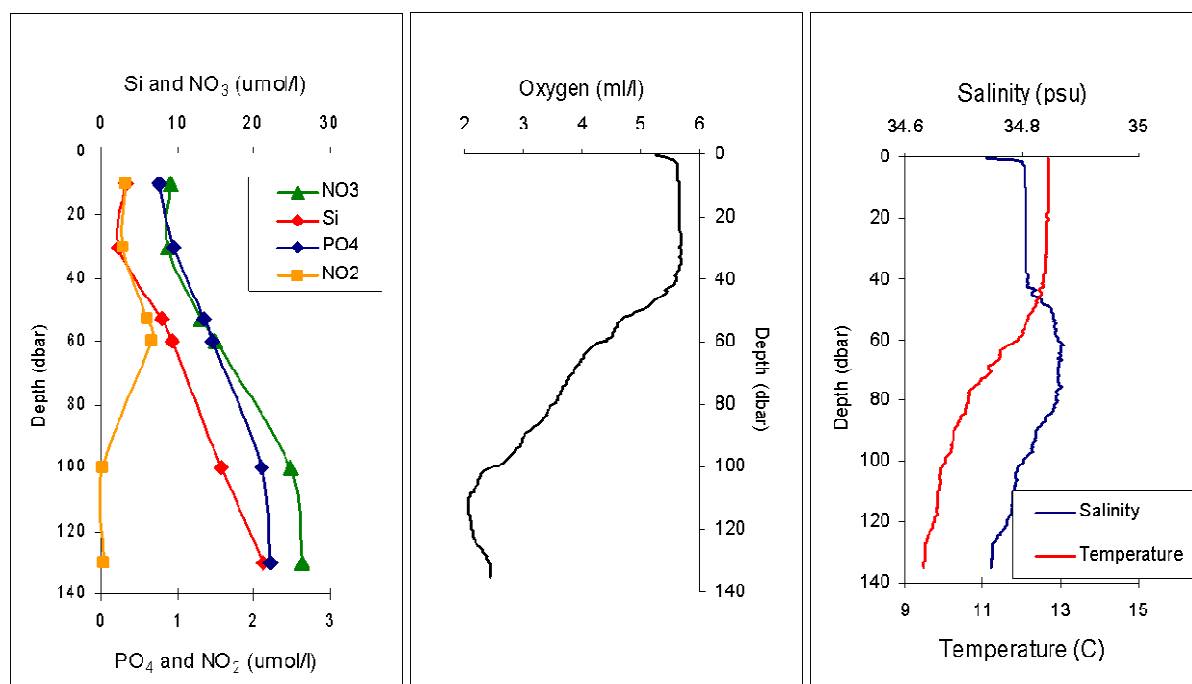 Si and NO3 (umol/l)
0 10 20 30
0
20
40
60
80
100
120
140
Depth (dbar)
NO3
Si
PO4
NO2
0 1 2 3
PO4 and NO2 (umol/l)
Oxygen (ml/l)
2 3 4 5 6
0
20
40
60
80
100
120
140
Depth (dbar)
Salinity (psu)
34.6 34.8 35
0
20
40
60
80
100
120
140
Depth (dbar)
Salinity
Temperature
9 11 13 15
Temperature (C)